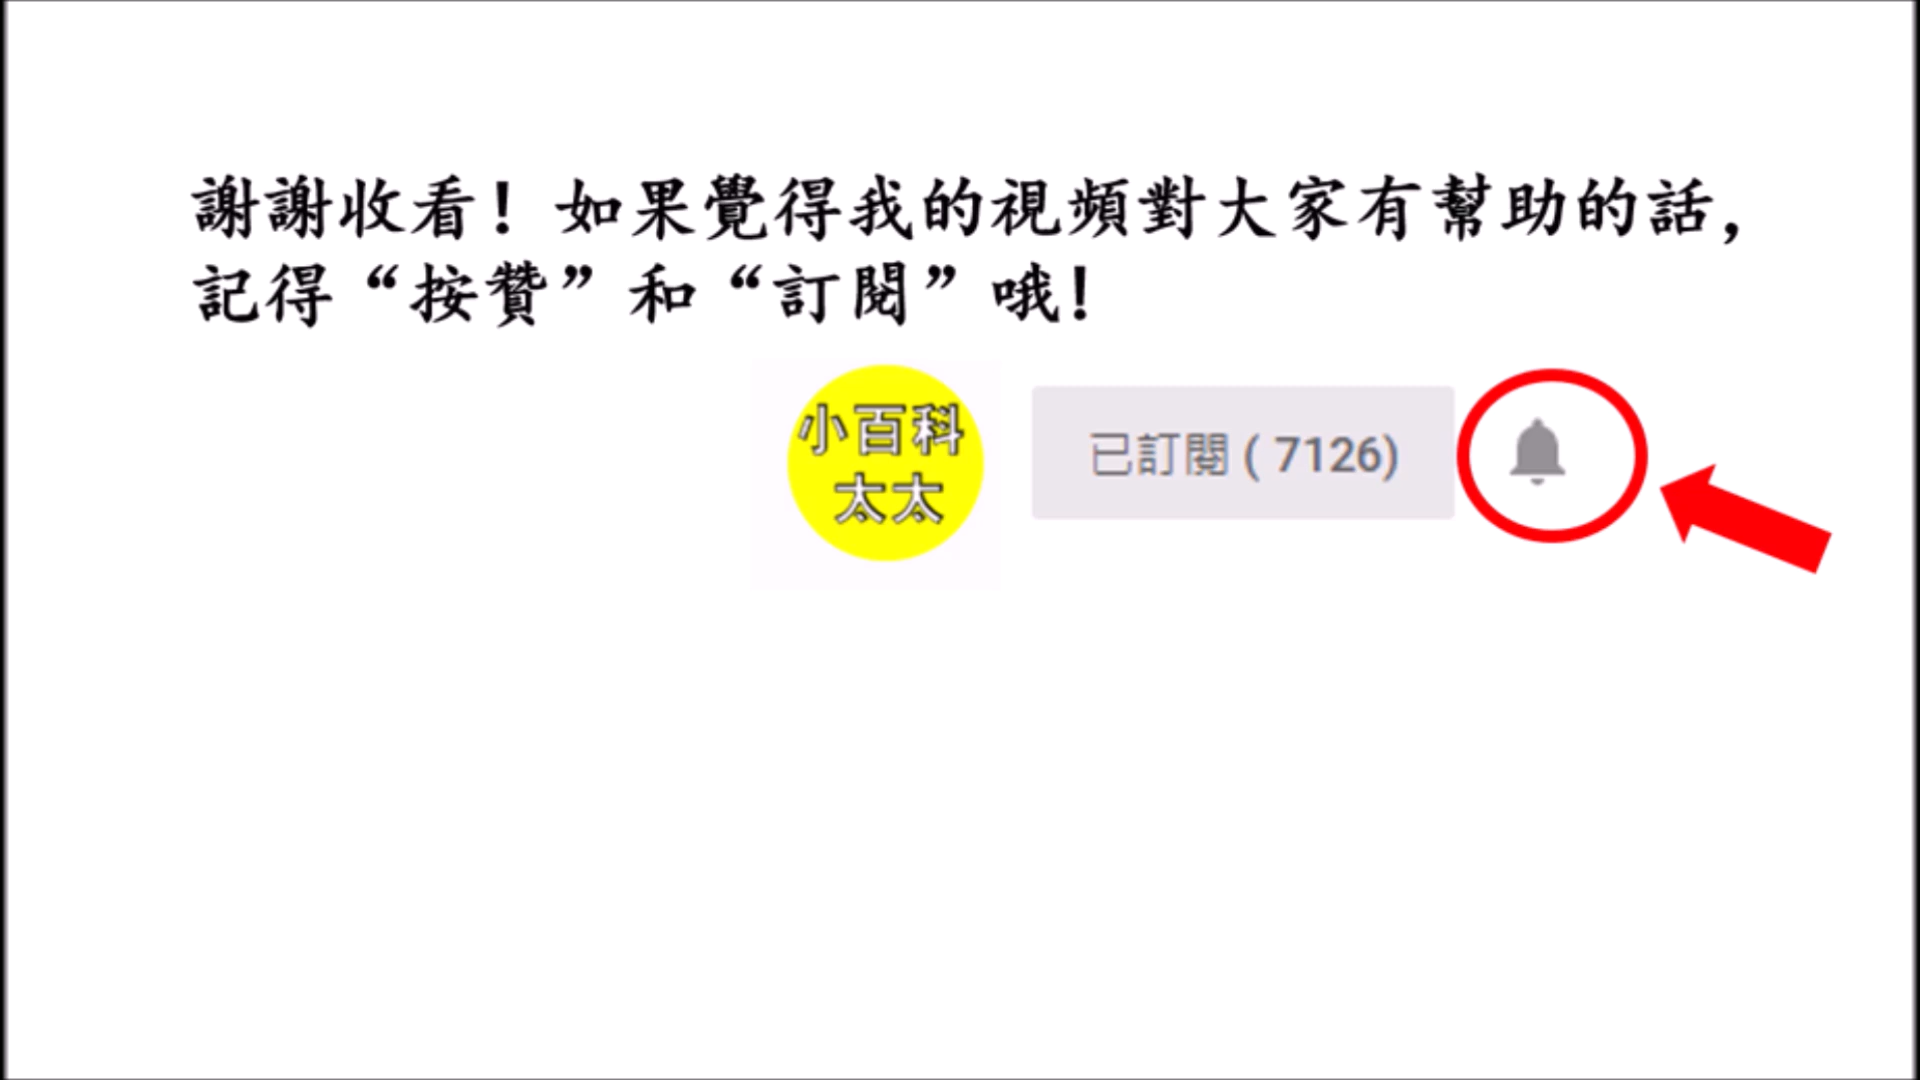 謝謝收看！如果覺得我的視頻對大家有幫助的話，
記得“按贊”和“訂閱”哦！
小百科
太太
已訂閱 ( 7126)